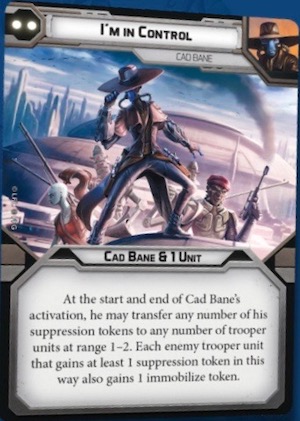 I'm in Control
Cad Bane
Cad Bane & 1 Unit
At the start and end of Cad Bane's
activation, he may transfer any number of his
suppression tokens to any number of trooper
units at range 1–2. Each enemy trooper unit
that gains at least 1 suppression token in this
way also gains 1 immobilize token.